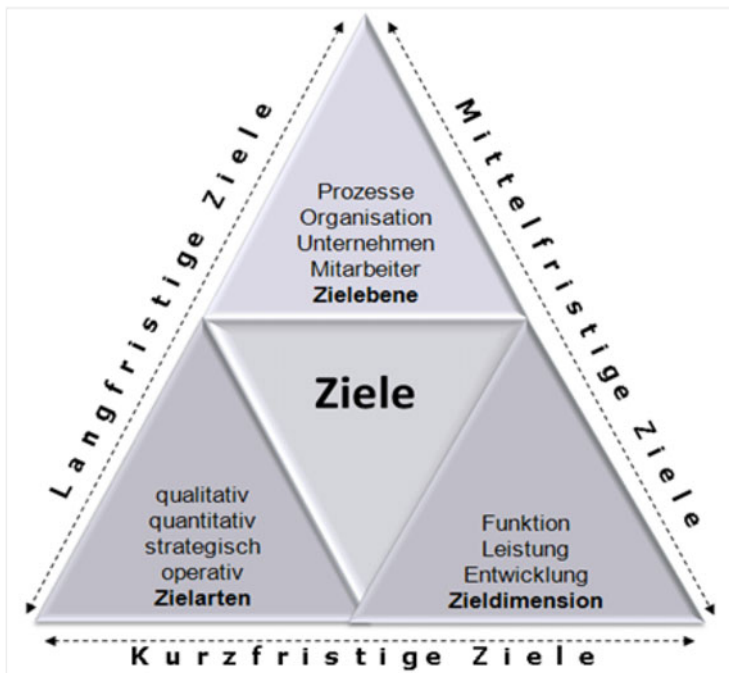 Langfristige Ziele
Mittelfristige Ziele
Prozesse
Organisation
Unternehmen
Mitarbeiter
Zielebene
Ziele
qualitativ
quantitativ
strategisch
operativ
Zielarten
Funktion
Leistung
Entwicklung
Zieldimension
Kurzfristige Ziele